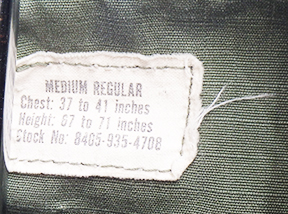 MEDIUM REGULAR
Chest: 37 to 41 inches
Height: 67 to 71 inches
Stock No: 8405-935-4708